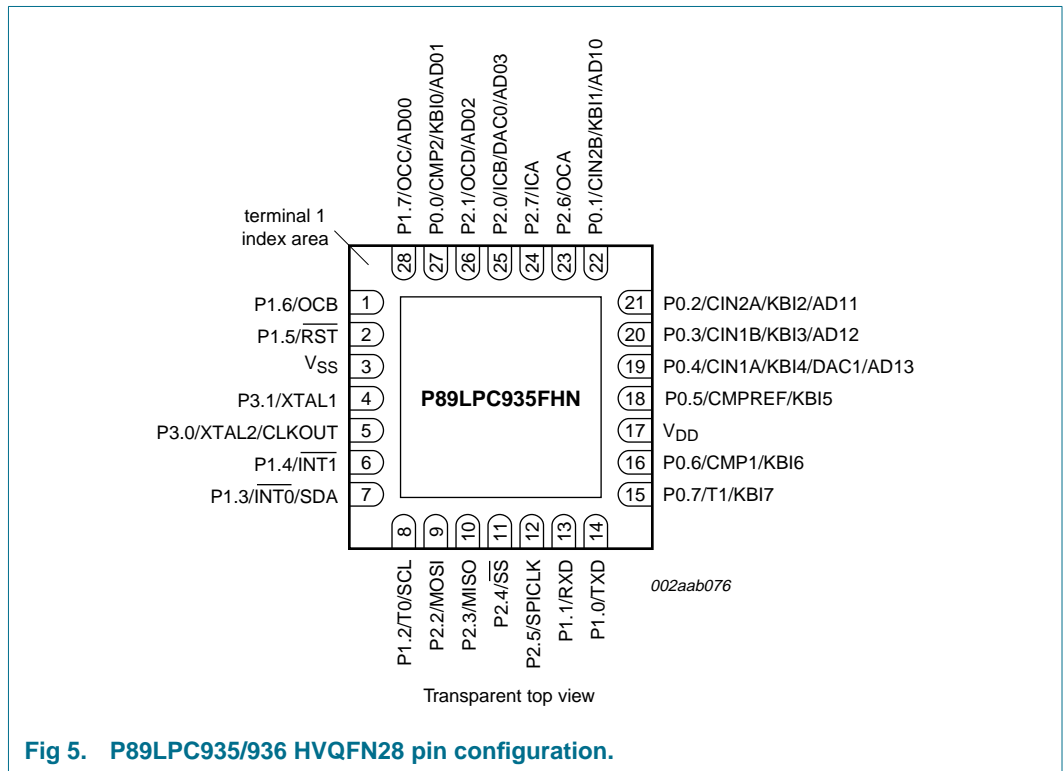 P1.7/OCC/AD00
P0.0/CMP2/KBI0/AD01
P2.1/OCD/AD02
P2.0/ICB/DAC0/AD03
P2.7/ICA
P2.6/OCA
P0.1/CIN2B/KBI1/AD10
terminal 1
index area
28
27
26
25
24
23
22
P1.6/OCB 1
P1.5/R̅S̅T̅ 2
VSS 3
P3.1/XTAL1 4
P3.0/XTAL2/CLKOUT 5
P1.4/I̅N̅T̅1̅ 6
P1.3/I̅N̅T̅0̅/SDA 7
P89LPC935FHN
21 P0.2/CIN2A/KBI2/AD11
20 P0.3/CIN1B/KBI3/AD12
19 P0.4/CIN1A/KBI4/DAC1/AD13
18 P0.5/CMPREF/KBI5
17 VDD
16 P0.6/CMP1/KBI6
15 P0.7/T1/KBI7
8
9
10
11
12
13
14
P1.2/T0/SCL
P2.2/MOSI
P2.3/MISO
P2.4/S̅S̅
P2.5/SPICLK
P1.1/RXD
P1.0/TXD
002aab076
Transparent top view
Fig 5. P89LPC935/936 HVQFN28 pin configuration.